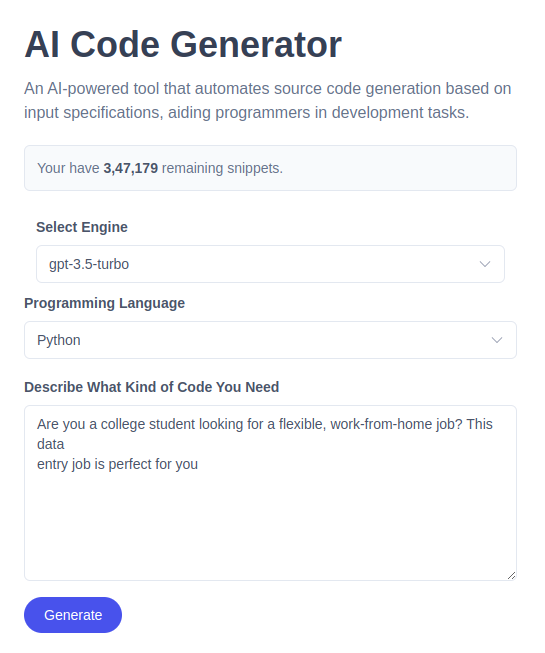 AI Code Generator
An AI-powered tool that automates source code generation based on
input specifications, aiding programmers in development tasks.
Your have 3,47,179 remaining snippets.
Select Engine
gpt-3.5-turbo
Programming Language
Python
Describe What Kind of Code You Need
Are you a college student looking for a flexible, work-from-home job? This
data
entry job is perfect for you
Generate